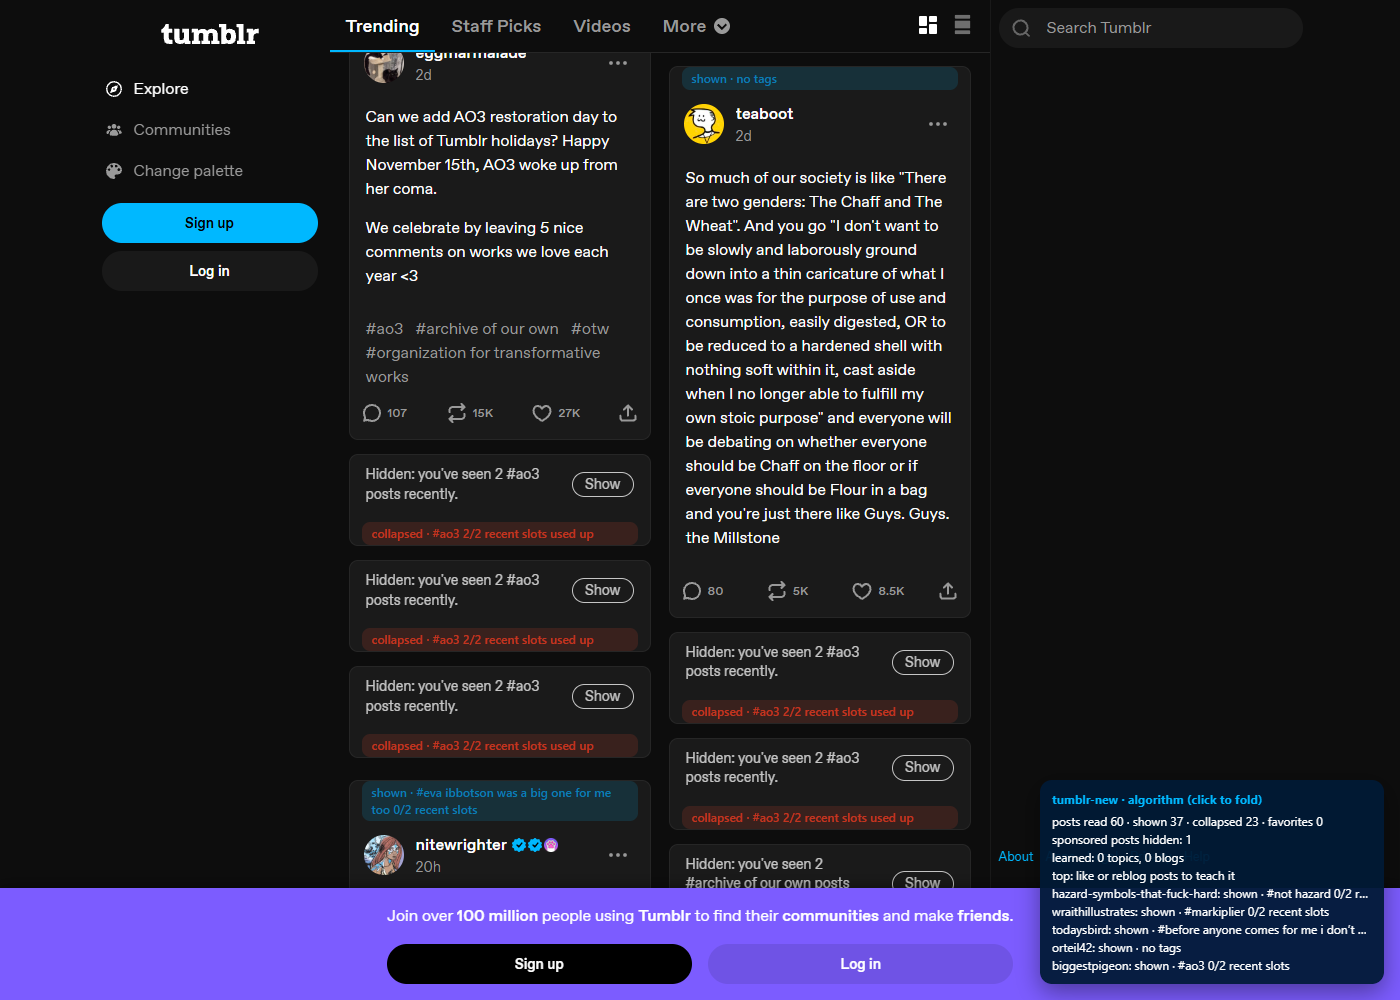 tumblr
Explore
Communities
Change palette
Sign up
Log in
Trending
Staff Picks
Videos
More
Search Tumblr
eggmarmalade
2d
Can we add AO3 restoration day to
the list of Tumblr holidays? Happy
November 15th, AO3 woke up from
her coma.
We celebrate by leaving 5 nice
comments on works we love each
year <3
#ao3 #archive of our own #otw
#organization for transformative
works
107 15K 27K
Hidden: you've seen 2 #ao3
posts recently.
Show
collapsed · #ao3 2/2 recent slots used up
Hidden: you've seen 2 #ao3
posts recently.
Show
collapsed · #ao3 2/2 recent slots used up
Hidden: you've seen 2 #ao3
posts recently.
Show
collapsed · #ao3 2/2 recent slots used up
shown · #eva ibbotson was a big one for me
too 0/2 recent slots
nitewrighter
20h
shown · no tags
teaboot
2d
So much of our society is like "There
are two genders: The Chaff and The
Wheat". And you go "I don't want to
be slowly and laborously ground
down into a thin caricature of what I
once was for the purpose of use and
consumption, easily digested, OR to
be reduced to a hardened shell with
nothing soft within it, cast aside
when I no longer able to fulfill my
own stoic purpose" and everyone will
be debating on whether everyone
should be Chaff on the floor or if
everyone should be Flour in a bag
and you're just there like Guys. Guys.
the Millstone
80 5K 8.5K
Hidden: you've seen 2 #ao3
posts recently.
Show
collapsed · #ao3 2/2 recent slots used up
Hidden: you've seen 2 #ao3
posts recently.
Show
collapsed · #ao3 2/2 recent slots used up
Hidden: you've seen 2
#archive of our own posts
Show
About
tumblr-new · algorithm (click to fold)
posts read 60 · shown 37 · collapsed 23 · favorites 0
sponsored posts hidden: 1
learned: 0 topics, 0 blogs
top: like or reblog posts to teach it
hazard-symbols-that-fuck-hard: shown · #not hazard 0/2 r...
wraithillustrates: shown · #markiplier 0/2 recent slots
todaysbird: shown · #before anyone comes for me i don't ...
orteil42: shown · no tags
biggestpigeon: shown · #ao3 0/2 recent slots
Join over 100 million people using Tumblr to find their communities and make friends.
Sign up
Log in